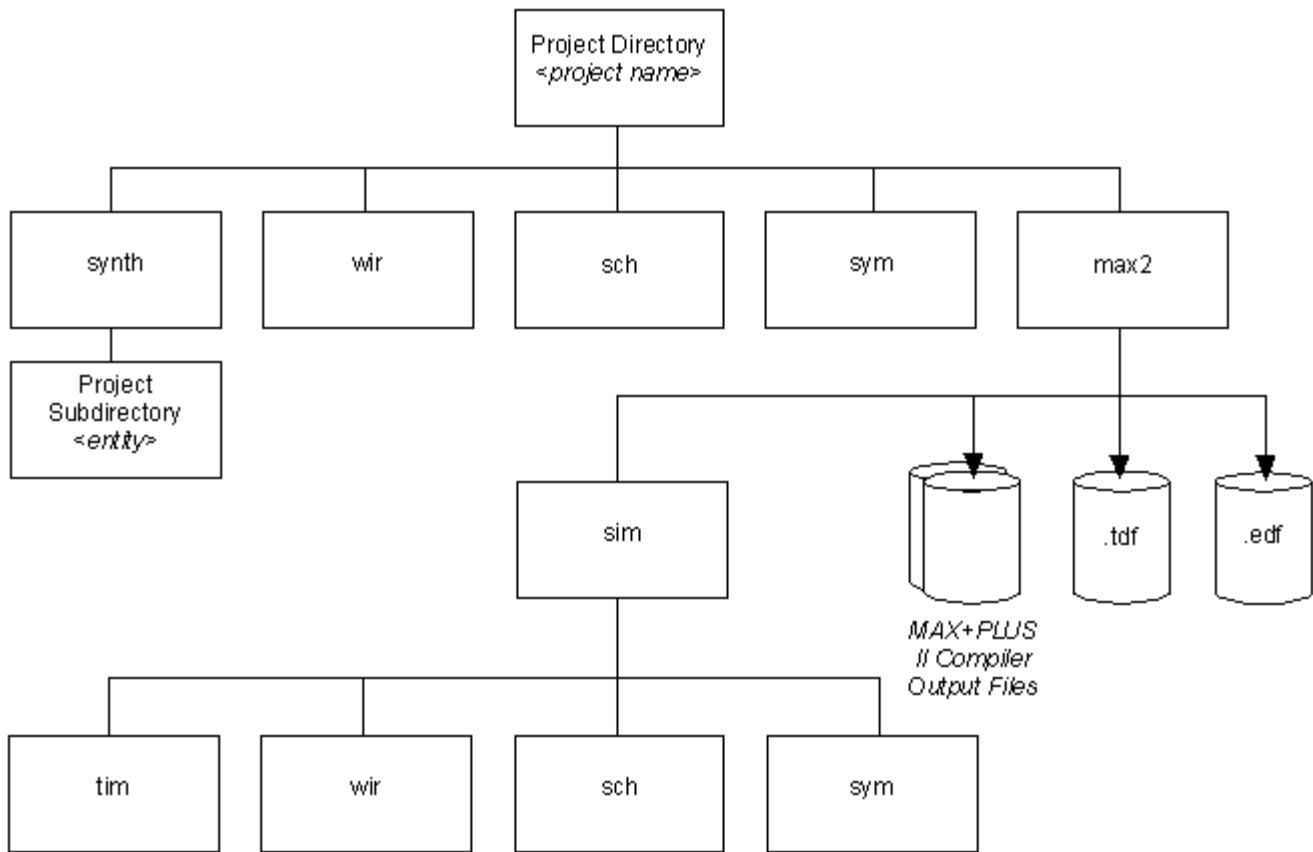 Project Directory
<project name>
synth
wir
sch
sym
max2
Project
Subdirectory
<entity>
sim
.tdf
.edf
MAX+PLUS
II Compiler
Output Files
tim
wir
sch
sym